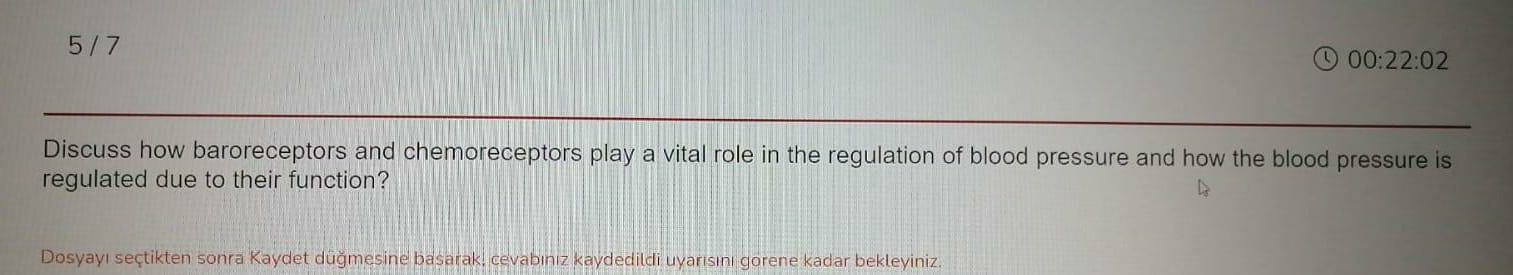 5 / 7
00:22:02
Discuss how baroreceptors and chemoreceptors play a vital role in the regulation of blood pressure and how the blood pressure is
regulated due to their function?
Dosyayı seçtikten sonra Kaydet düğmesine basarak, cevabınız kaydedildi uyarısını görene kadar bekleyiniz.